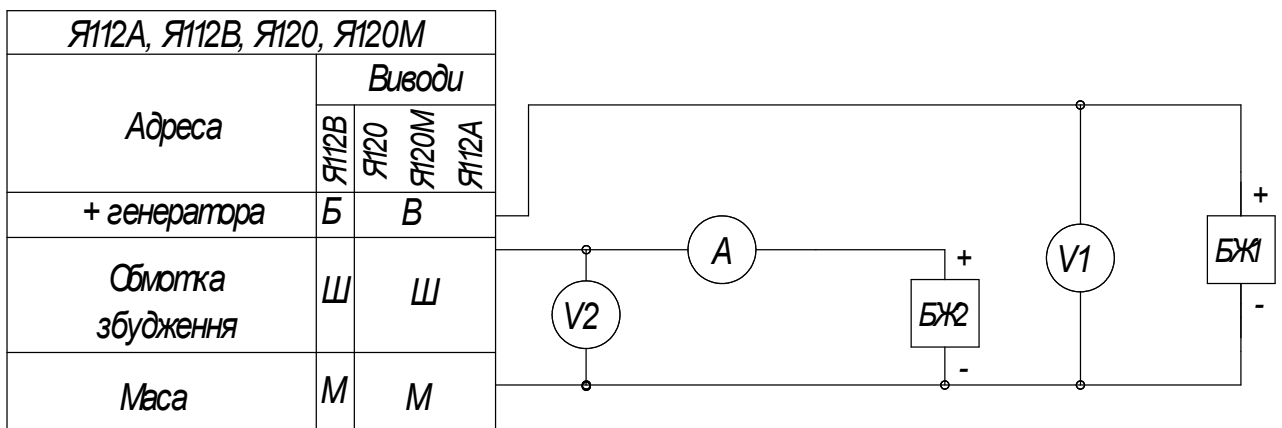 Я112А, Я112В, Я120, Я120М
Адреса
Виводи
Я112В
Я120
Я120М
Я112А
+ генератора
Б
В
Обмотка
збудження
Ш
Ш
Маса
М
М
V2
А
+
БЖ2
-
V1
+
БЖ1
-